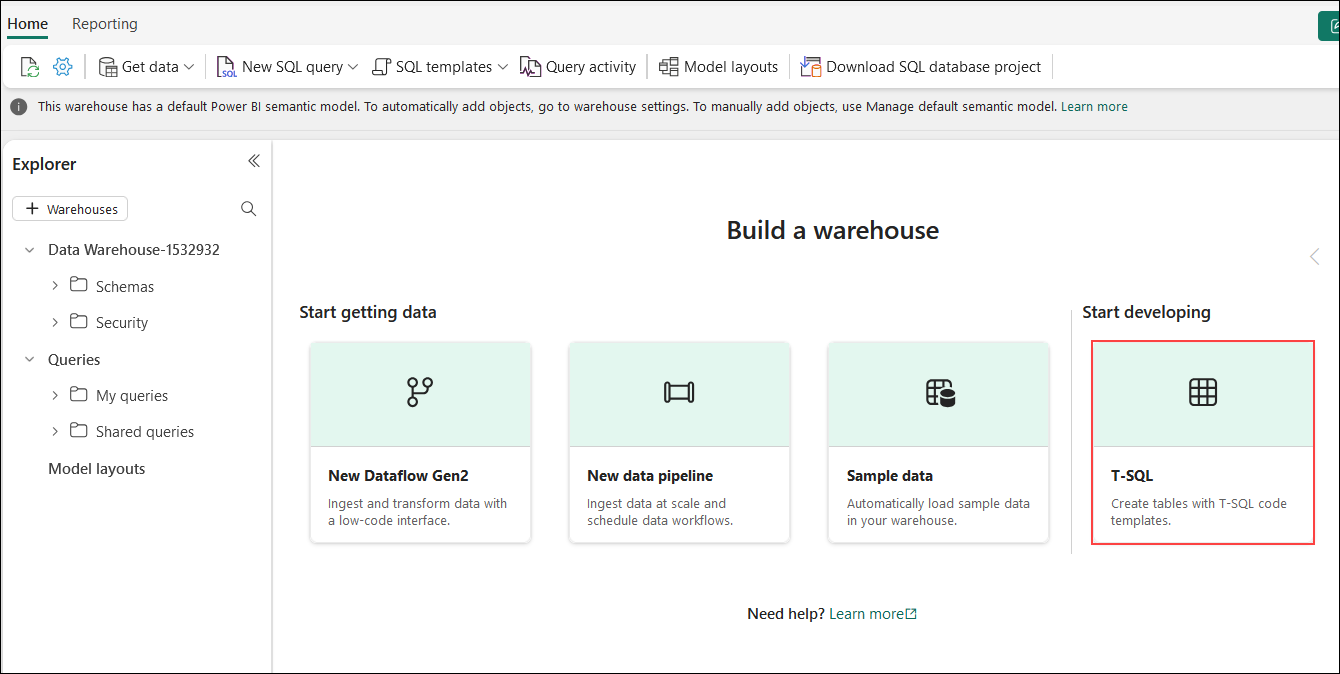 Home Reporting
Get data New SQL query SQL templates Query activity Model layouts Download SQL database project
This warehouse has a default Power BI semantic model. To automatically add objects, go to warehouse settings. To manually add objects, use Manage default semantic model. Learn more
Explorer
+ Warehouses
Data Warehouse-1532932
Schemas
Security
Queries
My queries
Shared queries
Model layouts
Build a warehouse
Start getting data
New Dataflow Gen2
Ingest and transform data with
a low-code interface.
New data pipeline
Ingest data at scale and
schedule data workflows.
Sample data
Automatically load sample data
in your warehouse.
Start developing
T-SQL
Create tables with T-SQL code
templates.
Need help? Learn more